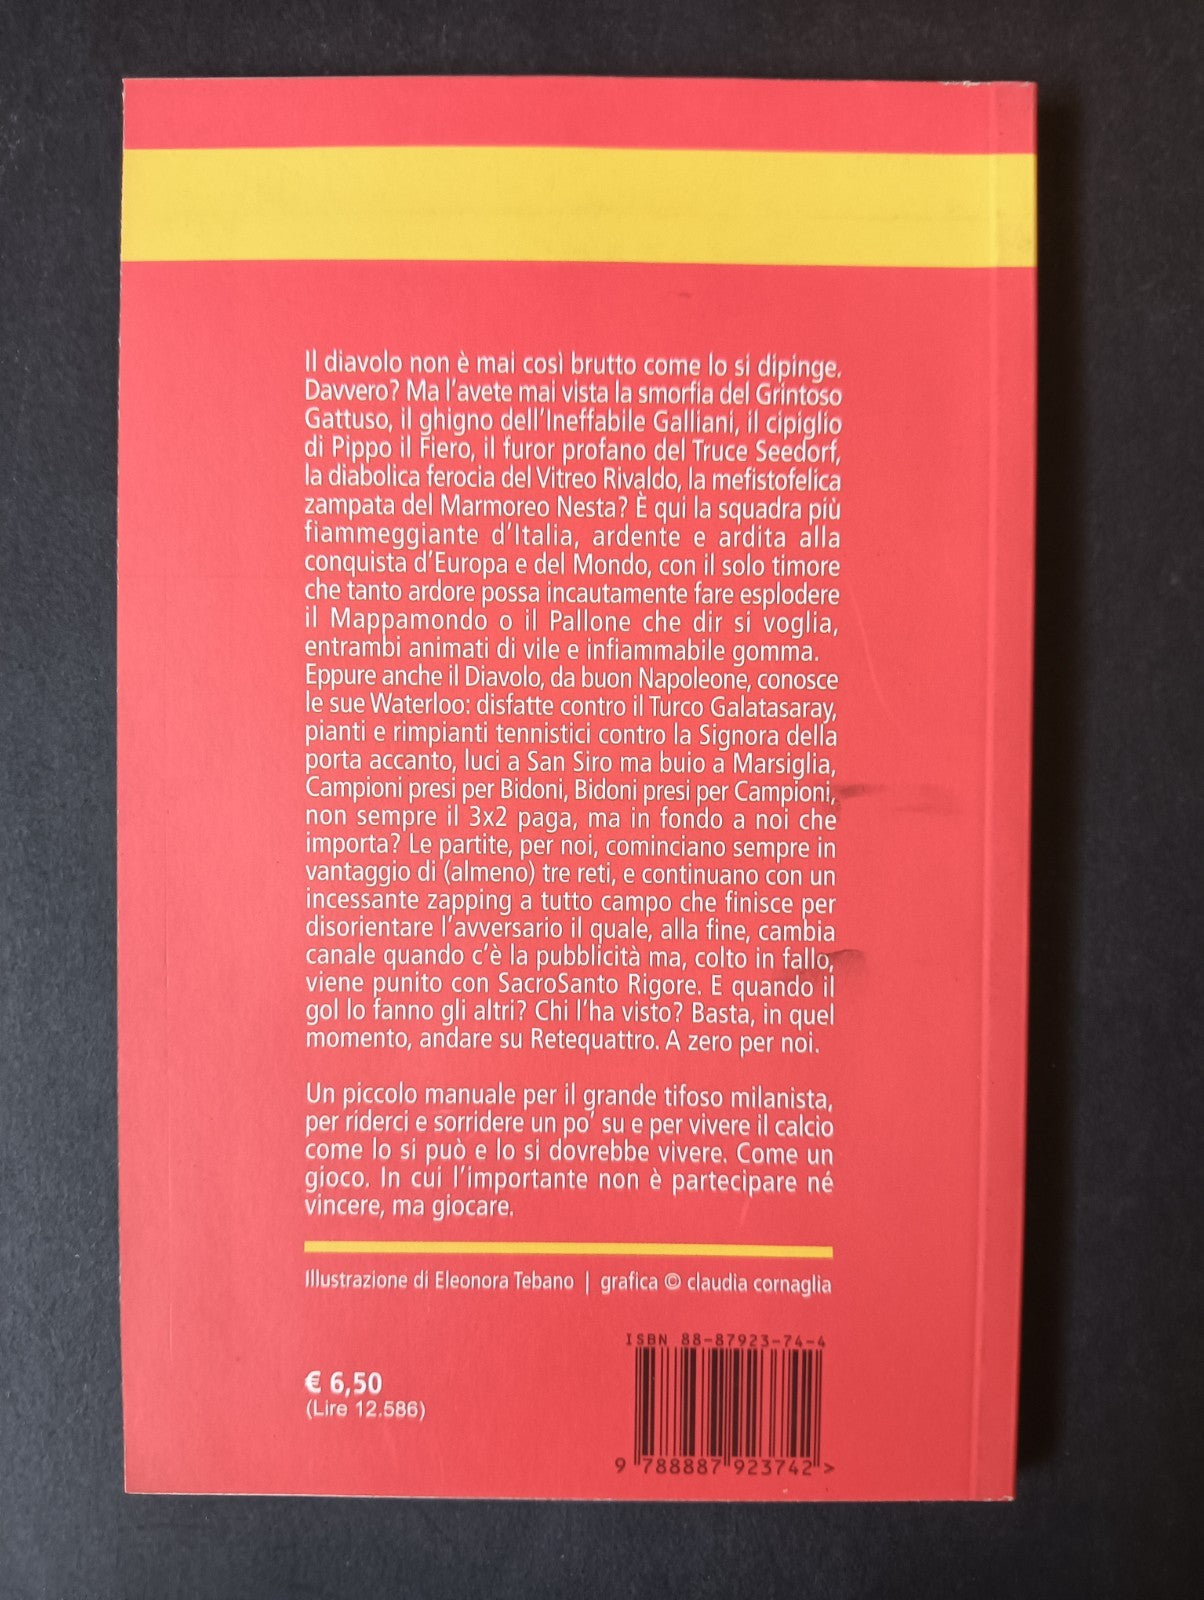 Il diavolo non è mai così brutto come lo si dipinge.
Davvero? Ma l'avete mai vista la smorfia del Grintoso
Gattuso, il ghigno dell'Ineffabile Galliani, il cipiglio
di Pippo il Fiero, il furor profano del Truce Seedorf,
la diabolica ferocia del Vitreo Rivaldo, la mefistofelica
zampata del Marmoreo Nesta? È qui la squadra più
fiammeggiante d'Italia, ardente e ardita alla
conquista d'Europa e del Mondo, con il solo timore
che tanto ardore possa incautamente fare esplodere
il Mappamondo o il Pallone che dir si voglia,
entrambi animati di vile e infiammabile gomma.
Eppure anche il Diavolo, da buon Napoleone, conosce
le sue Waterloo: disfatte contro il Turco Galatasaray,
pianti e rimpianti tennistici contro la Signora della
porta accanto, luci a San Siro ma buio a Marsiglia,
Campioni presi per Bidoni, Bidoni presi per Campioni,
non sempre il 3x2 paga, ma in fondo a noi che
importa? Le partite, per noi, cominciano sempre in
vantaggio di (almeno) tre reti, e continuano con un
incessante zapping a tutto campo che finisce per
disorientare l'avversario il quale, alla fine, cambia
canale quando c'è la pubblicità ma, colto in fallo,
viene punito con SacroSanto Rigore. E quando il
gol lo fanno gli altri? Chi l'ha visto? Basta, in quel
momento, andare su Retequattro. A zero per noi.
Un piccolo manuale per il grande tifoso milanista,
per riderci e sorridere un po' su e per vivere il calcio
come lo si può e lo si dovrebbe vivere. Come un
gioco. In cui l'importante non è partecipare né
vincere, ma giocare.
Illustrazione di Eleonora Tebano | grafica © claudia cornaglia
ISBN 88-87923-74-4
€ 6,50
(Lire 12.586)
9 788887 923742 >